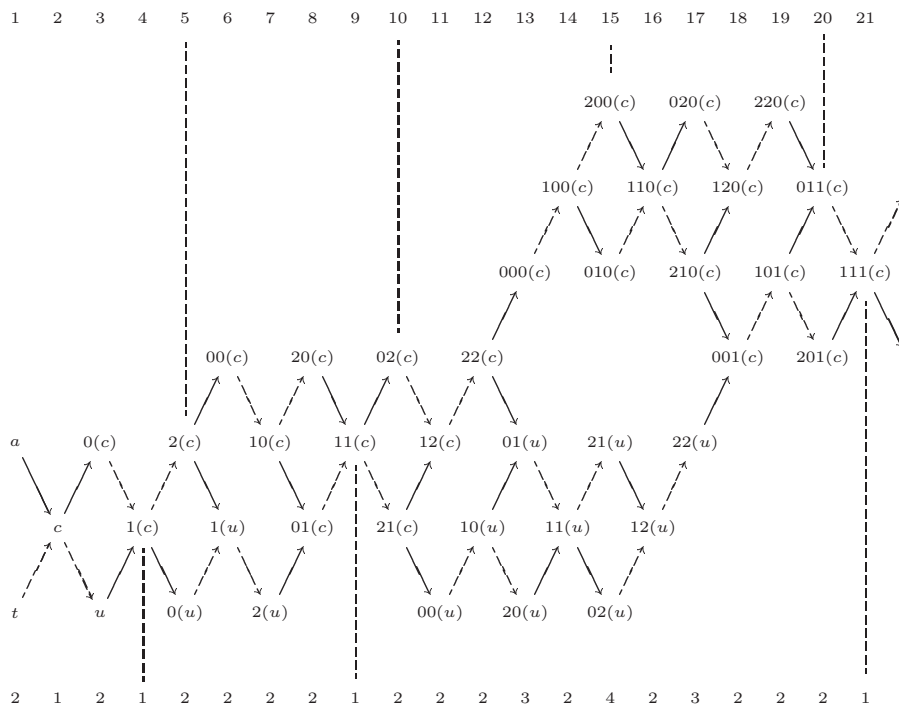 1 2 3 4 5 6 7 8 9 10 11 12 13 14 15 16 17 18 19 20 21
200(c) 020(c) 220(c)
100(c) 110(c) 120(c) 011(c)
000(c) 010(c) 210(c) 101(c) 111(c)
00(c) 20(c) 02(c) 22(c) 001(c) 201(c)
a 0(c) 2(c) 10(c) 11(c) 12(c) 01(u) 21(u) 22(u)
c 1(c) 1(u) 01(c) 21(c) 10(u) 11(u) 12(u)
t u 0(u) 2(u) 00(u) 20(u) 02(u)
2 1 2 1 2 2 2 2 1 2 2 2 3 2 4 2 3 2 2 2 1